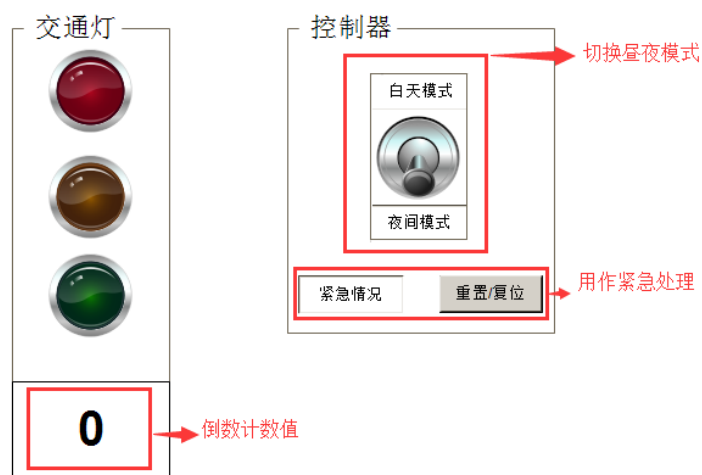 交通灯
控制器
切换昼夜模式
白天模式
夜间模式
紧急情况
重置/复位
用作紧急处理
0
倒数计数值